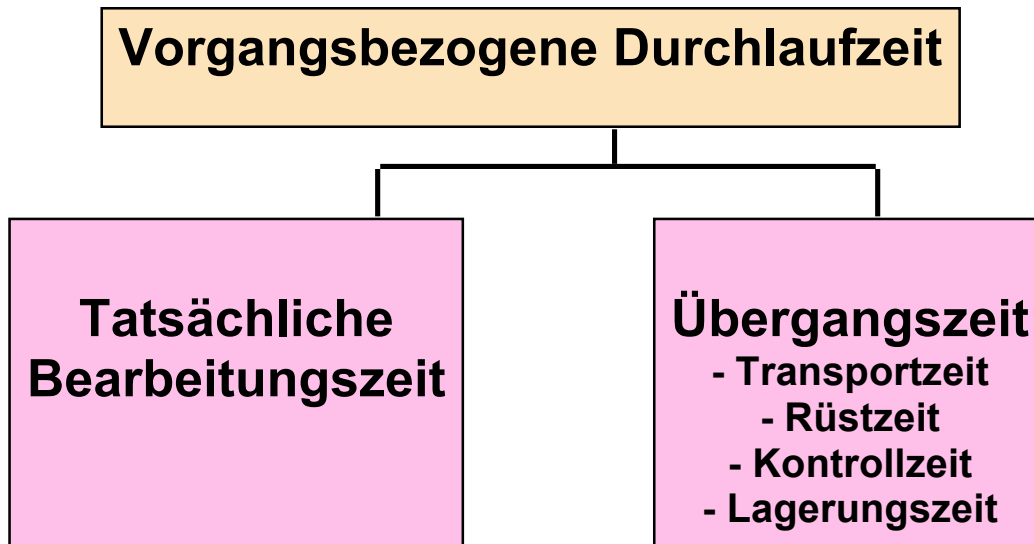 Vorgangsbezogene Durchlaufzeit
Tatsächliche
Bearbeitungszeit
Übergangszeit
- Transportzeit
- Rüstzeit
- Kontrollzeit
- Lagerungszeit